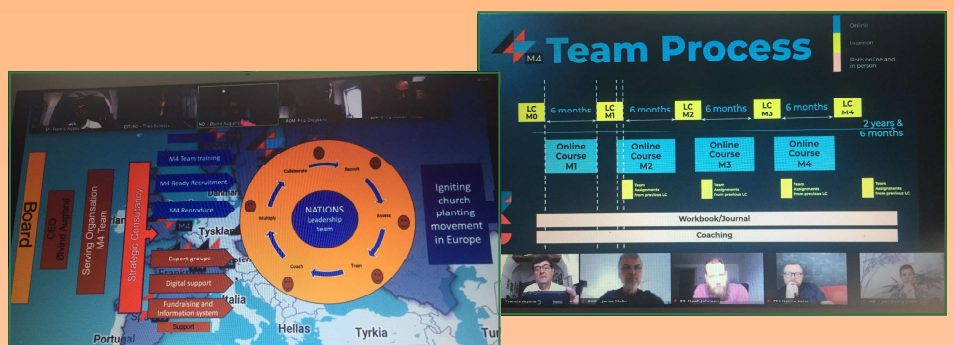 Board
CEO
Øivind Augland
Serving Organisation
M4 Team
Strategic Consultancy
M4 Team training
M4 Ready Recruitment
M4 Reproduce
Export groups
Digital support
Fundraising and
Information system
Support
Collaborate
Recruit
Assess
Train
Coach
Multiply
NATIONS
Leadership
team
Igniting
church
planting
movement
in Europe
Danmar
Tyskla
Italia
Portugal
Hellas
Tyrkia
M4
M4
Team Process
Online
In person
Both online and
in person
LC
M0
6 months
LC
M1
6 months
LC
M2
6 months
LC
M3
6 months
LC
M4
2 years &
6 months
Online
Course
M1
Online
Course
M2
Online
Course
M3
Online
Course
M4
Team
Assignments
from previous LC
Team
Assignments
from previous LC
Team
Assignments
from previous LC
Team
Assignments
from previous LC
Workbook/Journal
Coaching